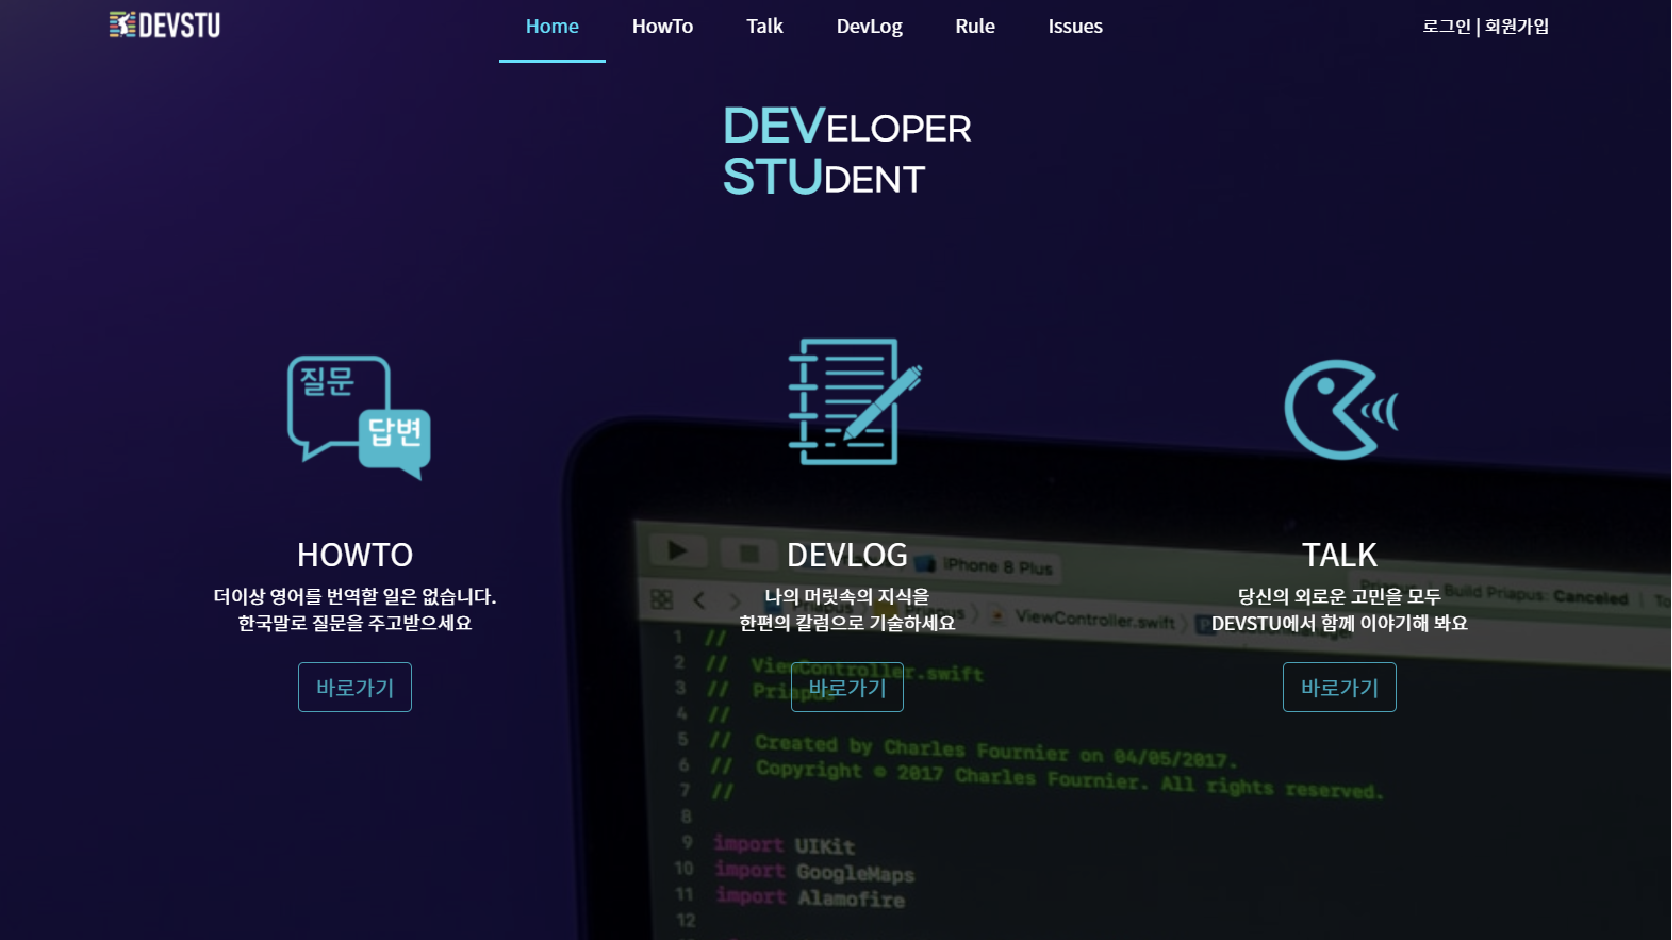 DEVSTU
Home HowTo Talk DevLog Rule Issues
로그인 | 회원가입
DEVELOPER
STUDENT
질문
답변
HOWTO
더이상 영어를 번역할 일은 없습니다.
한국말로 질문을 주고받으세요
바로가기
DEVLOG
나의 머릿속의 지식을
한편의 칼럼으로 기술하세요
바로가기
TALK
당신의 외로운 고민을 모두
DEVSTU에서 함께 이야기해 봐요
바로가기
iPhone 8 Plus
Priapus | Build Priapus: Canceled | To
Priapus Priapus ViewController.swift
1 //
2 // ViewController.swift
3 // Priapus
4 //
5 // Created by Charles Fournier on 04/05/2017.
6 // Copyright © 2017 Charles Fournier. All rights reserved.
7 //
8
9 import UIKit
10 import GoogleMaps
11 import Alamofire
12